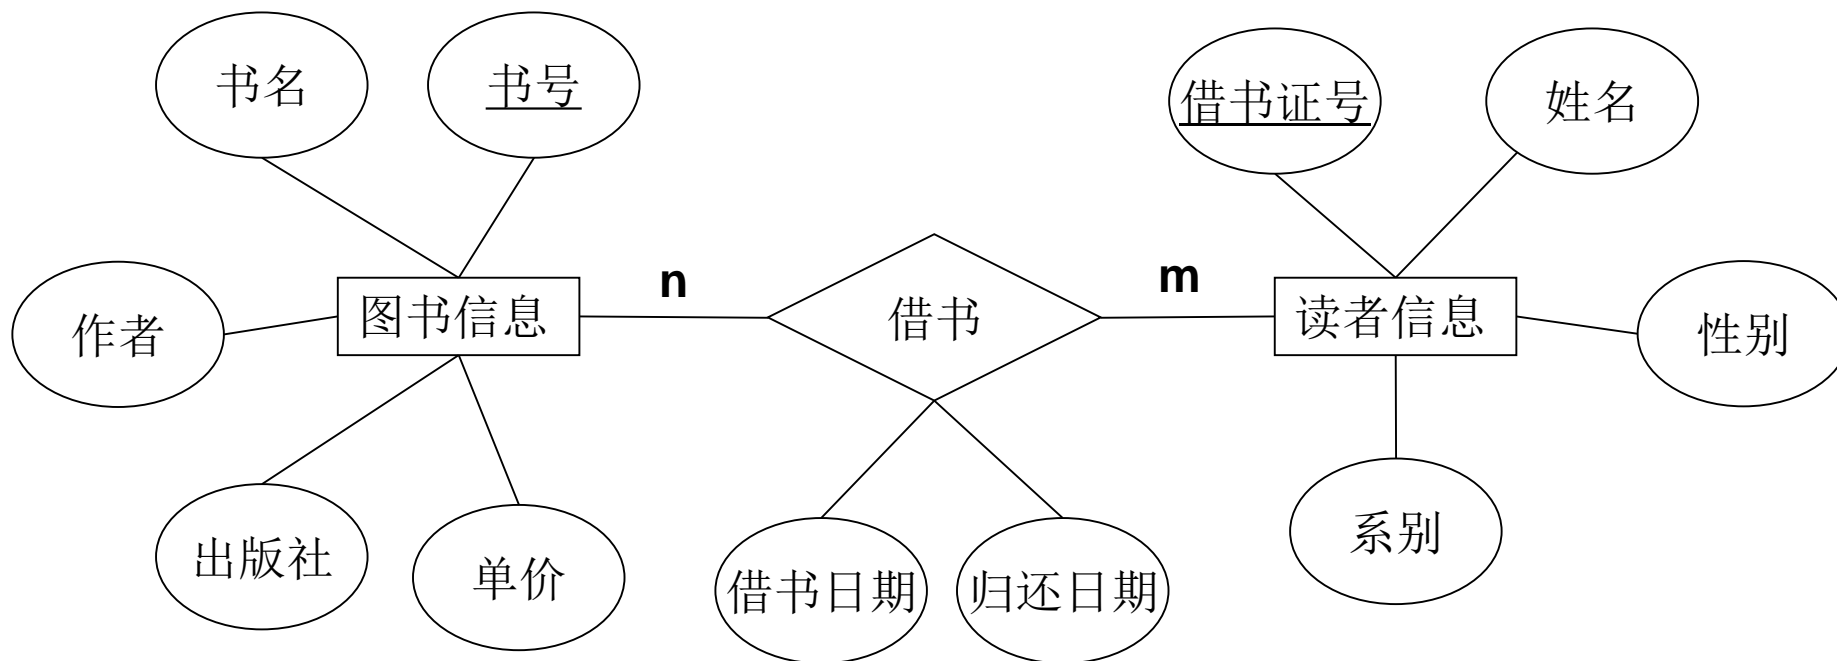 书名
书号
借书证号
姓名
作者
图书信息
n
借书
m
读者信息
性别
出版社
单价
借书日期
归还日期
系别